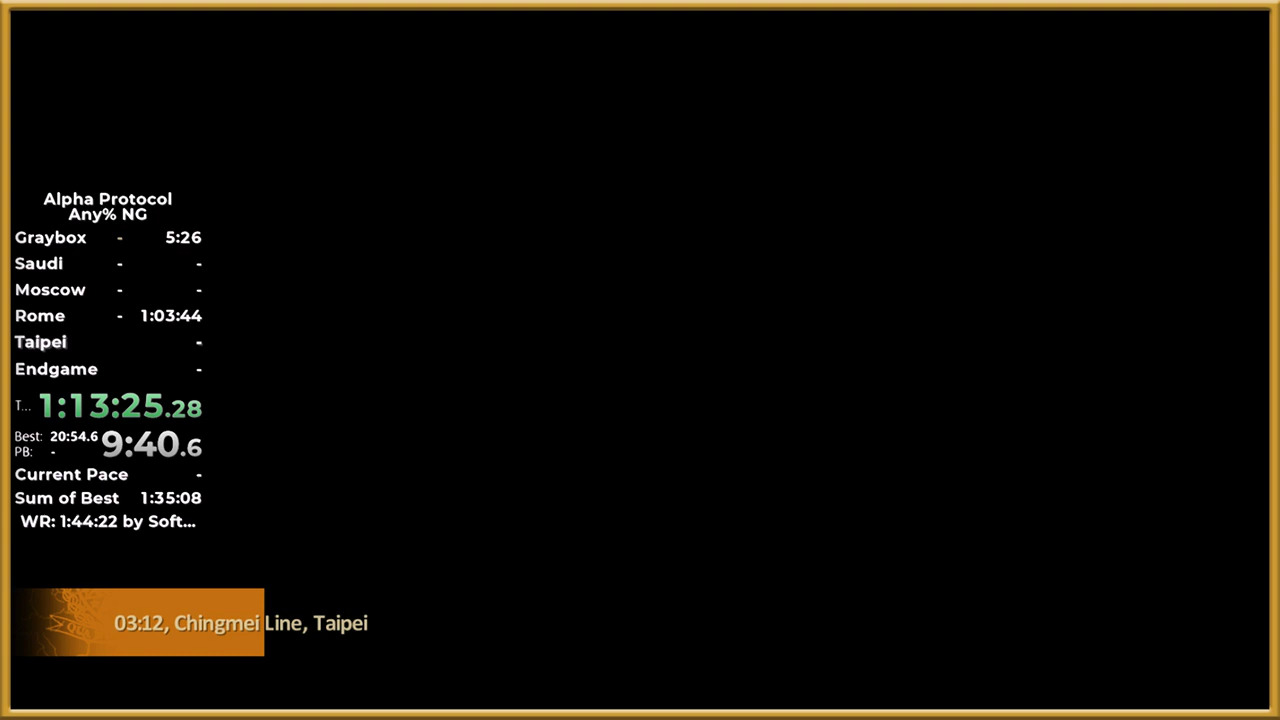 Alpha Protocol
Any% NG
Graybox - 5:26
Saudi - -
Moscow - -
Rome - 1:03:44
Taipei -
Endgame -
T... 1:13:25.28
Best: 20:54.6 9:40.6
PB: -
Current Pace -
Sum of Best 1:35:08
WR: 1:44:22 by Soft...
03:12, Chingmei Line, Taipei